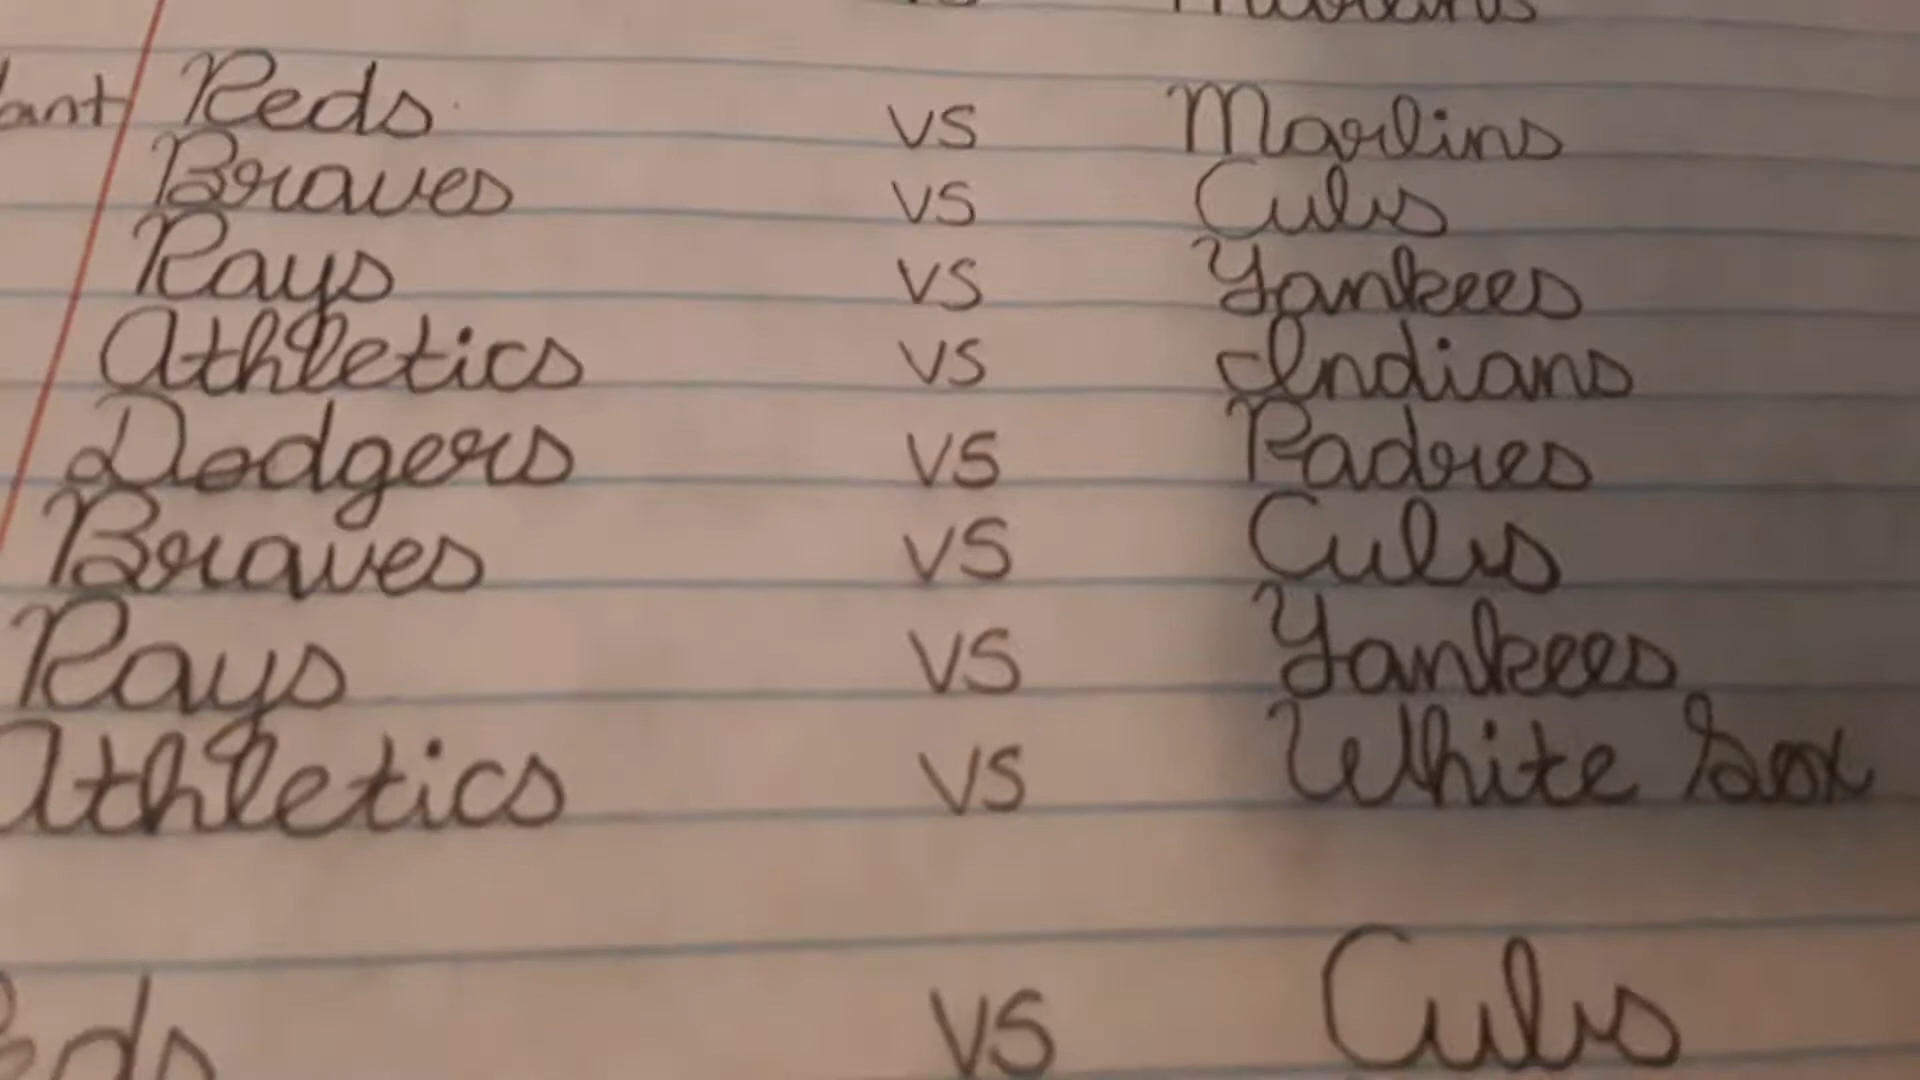 Reds vs Marlins
Braves vs Cubs
Rays vs Yankees
Athletics vs Indians
Dodgers vs Padres
Braves vs Cubs
Rays vs Yankees
Athletics vs White Sox
vs Cubs